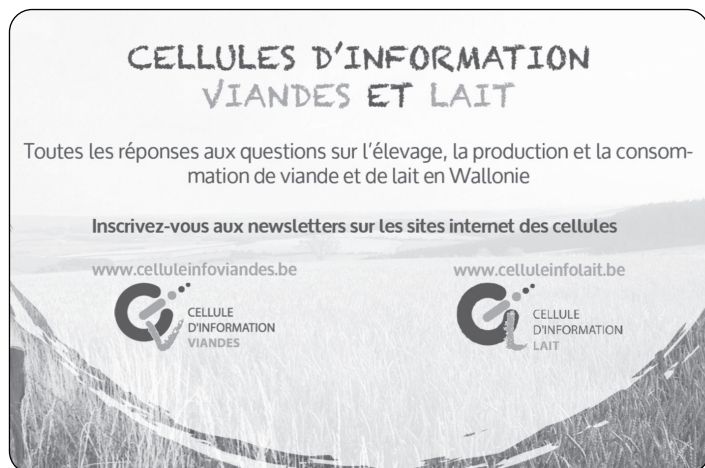 CELLULES D'INFORMATION
VIANDES ET LAIT
Toutes les réponses aux questions sur l'élevage, la production et la consom-
mation de viande et de lait en Wallonie
Inscrivez-vous aux newsletters sur les sites internet des cellules
www.celluleinfoviandes.be
CELLULE
D'INFORMATION
VIANDES
www.celluleinfolait.be
CELLULE
D'INFORMATION
LAIT